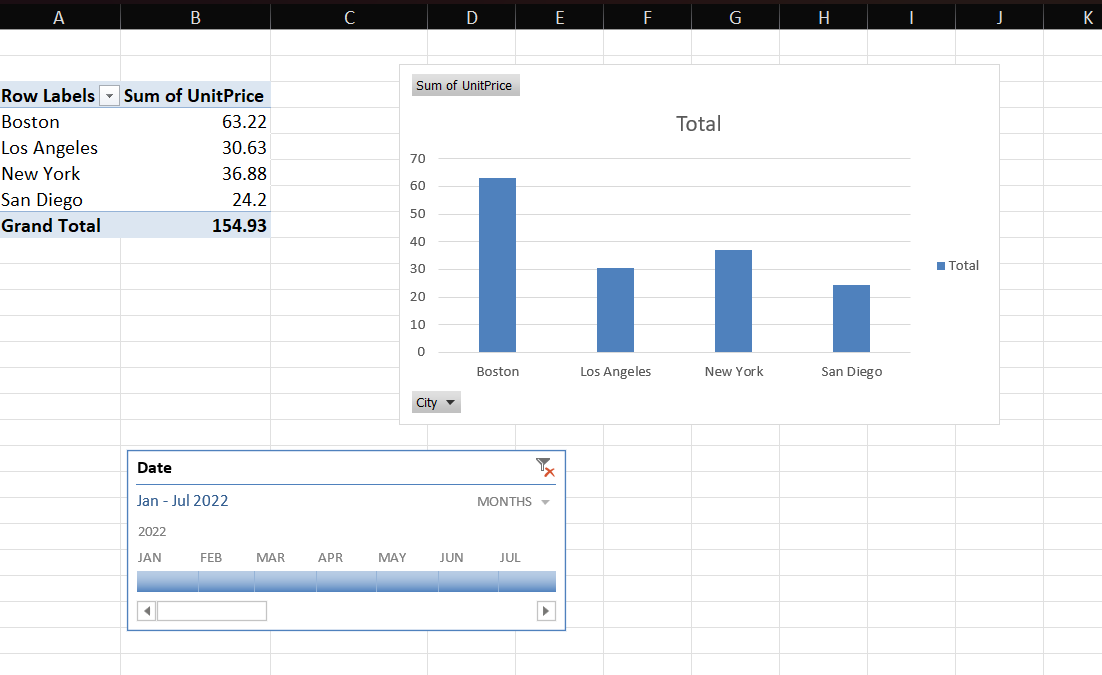 A B C D E F G H I J K
Row Labels Sum of UnitPrice
Boston 63.22
Los Angeles 30.63
New York 36.88
San Diego 24.2
Grand Total 154.93
Sum of UnitPrice
Total
70
60
50
40
30
20
10
0
Boston Los Angeles New York San Diego
Total
City
Date
Jan - Jul 2022 MONTHS
2022
JAN FEB MAR APR MAY JUN JUL